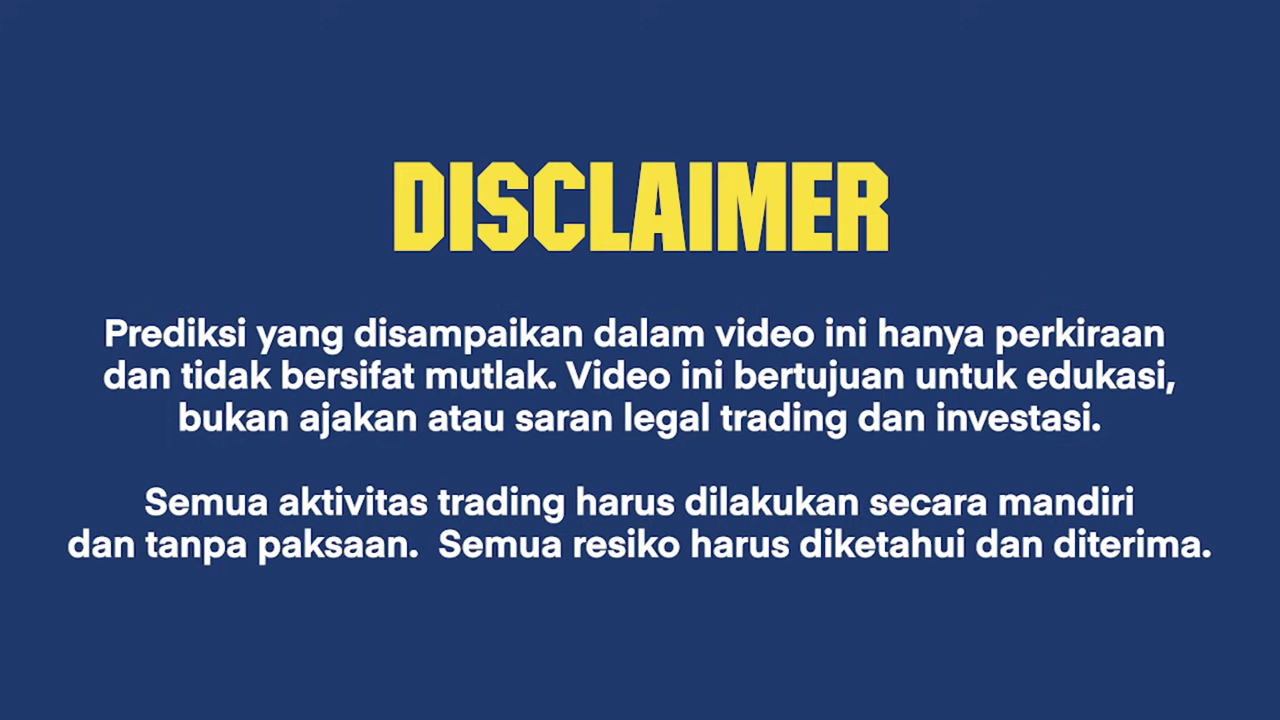 DISCLAIMER
Prediksi yang disampaikan dalam video ini hanya perkiraan
dan tidak bersifat mutlak. Video ini bertujuan untuk edukasi,
bukan ajakan atau saran legal trading dan investasi.
Semua aktivitas trading harus dilakukan secara mandiri
dan tanpa paksaan. Semua resiko harus diketahui dan diterima.